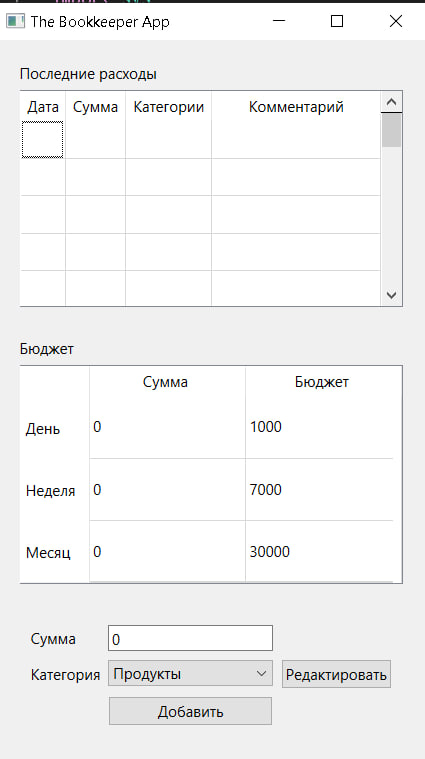 The Bookkeeper App
Последние расходы
Дата Сумма Категории Комментарий
Бюджет
Сумма Бюджет
День 0 1000
Неделя 0 7000
Месяц 0 30000
Сумма 0
Категория Продукты Редактировать
Добавить